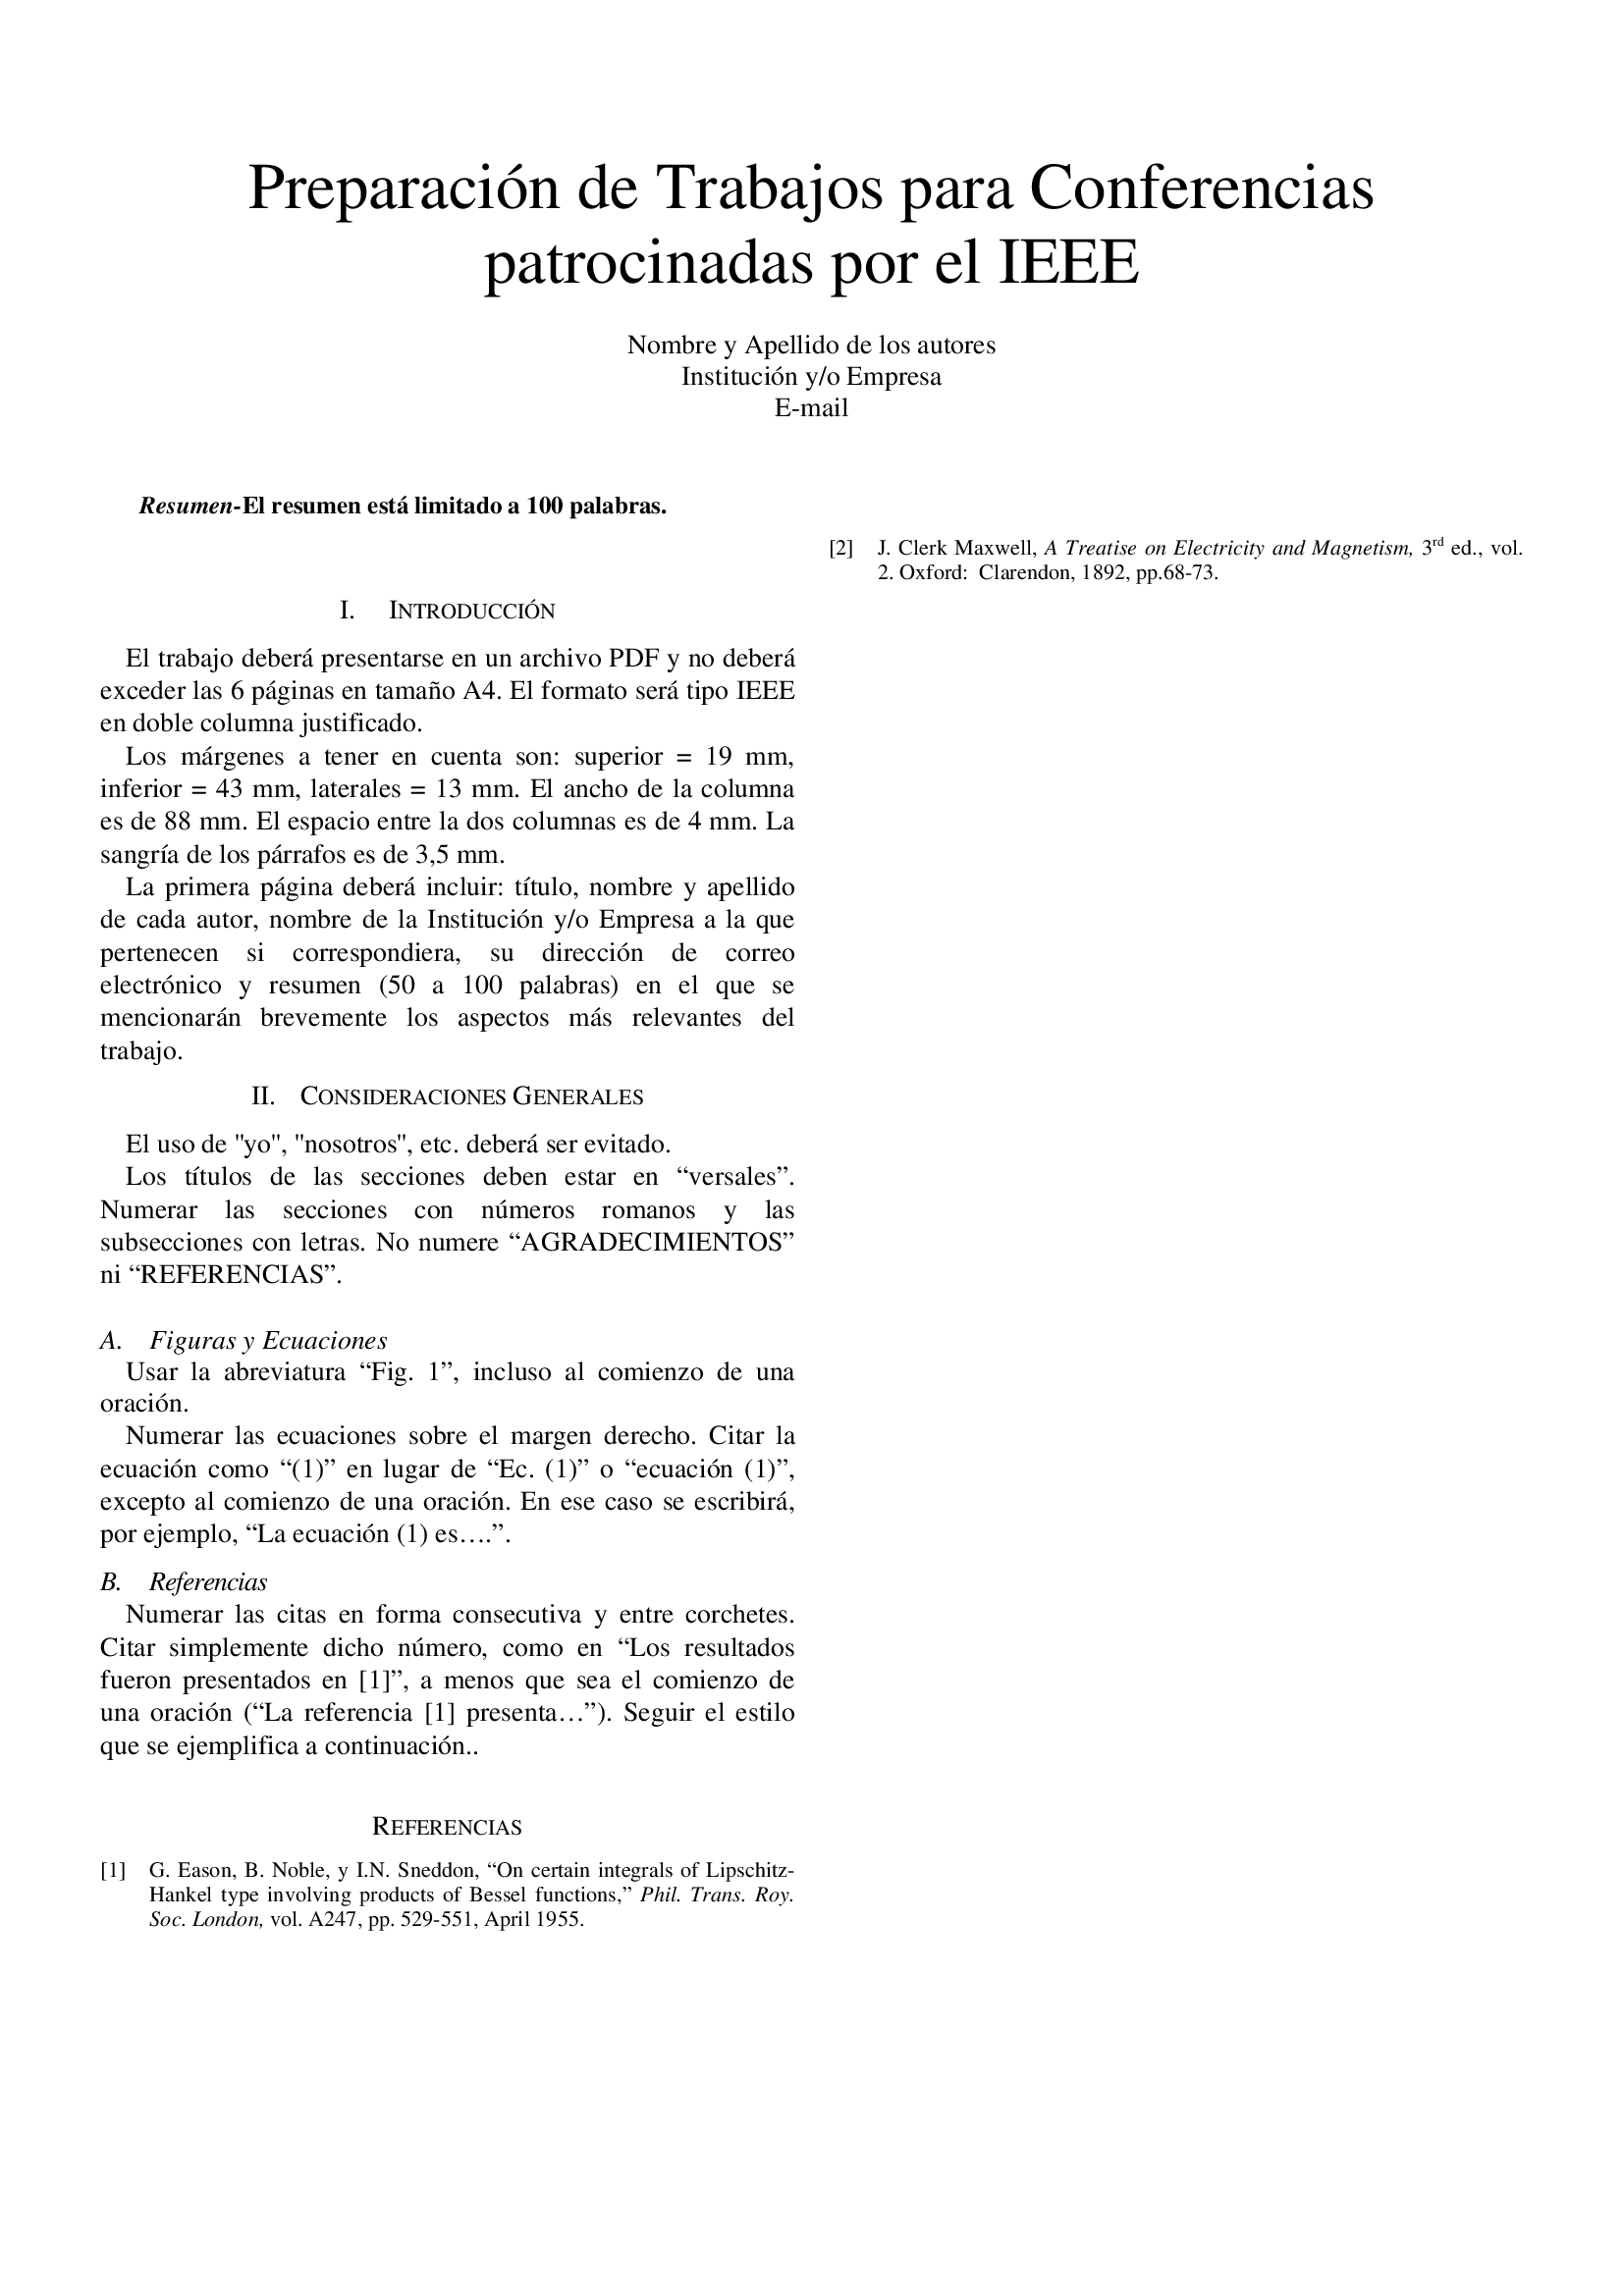 Preparación de Trabajos para Conferencias
patrocinadas por el IEEE
Nombre y Apellido de los autores
Institución y/o Empresa
E-mail
Resumen-El resumen está limitado a 100 palabras.
I. INTRODUCCIÓN
El trabajo deberá presentarse en un archivo PDF y no deberá
exceder las 6 páginas en tamaño A4. El formato será tipo IEEE
en doble columna justificado.
Los márgenes a tener en cuenta son: superior = 19 mm,
inferior = 43 mm, laterales = 13 mm. El ancho de la columna
es de 88 mm. El espacio entre la dos columnas es de 4 mm. La
sangría de los párrafos es de 3,5 mm.
La primera página deberá incluir: título, nombre y apellido
de cada autor, nombre de la Institución y/o Empresa a la que
pertenecen si correspondiera, su dirección de correo
electrónico y resumen (50 a 100 palabras) en el que se
mencionarán brevemente los aspectos más relevantes del
trabajo.
II. CONSIDERACIONES GENERALES
El uso de "yo", "nosotros", etc. deberá ser evitado.
Los títulos de las secciones deben estar en “versales”.
Numerar las secciones con números romanos y las
subsecciones con letras. No numere “AGRADECIMIENTOS”
ni “REFERENCIAS”.
A. Figuras y Ecuaciones
Usar la abreviatura “Fig. 1”, incluso al comienzo de una
oración.
Numerar las ecuaciones sobre el margen derecho. Citar la
ecuación como “(1)” en lugar de “Ec. (1)” o “ecuación (1)”,
excepto al comienzo de una oración. En ese caso se escribirá,
por ejemplo, “La ecuación (1) es….”.
B. Referencias
Numerar las citas en forma consecutiva y entre corchetes.
Citar simplemente dicho número, como en “Los resultados
fueron presentados en [1]”, a menos que sea el comienzo de
una oración (“La referencia [1] presenta…”). Seguir el estilo
que se ejemplifica a continuación..
REFERENCIAS
[1] G. Eason, B. Noble, y I.N. Sneddon, “On certain integrals of Lipschitz-
Hankel type involving products of Bessel functions,” Phil. Trans. Roy.
Soc. London, vol. A247, pp. 529-551, April 1955.
[2] J. Clerk Maxwell, A Treatise on Electricity and Magnetism, 3rd ed., vol.
2. Oxford: Clarendon, 1892, pp.68-73.